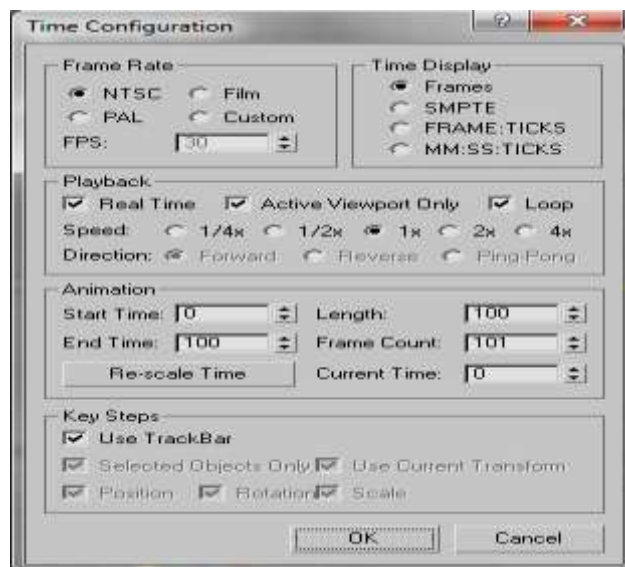 Time Configuration
Frame Rate
NTSC Film
PAL Custom
FPS: 30
Time Display
Frames
SMPTE
FRAME:TICKS
MM:SS:TICKS
Playback
Real Time Active Viewport Only Loop
Speed: 1/4x 1/2x 1x 2x 4x
Direction: Forward Reverse Ping-Pong
Animation
Start Time: 0 Length: 100
End Time: 100 Frame Count: 101
Re-scale Time Current Time: 0
Key Steps
Use TrackBar
Selected Objects Only Use Current Transform
Position Rotation Scale
OK Cancel